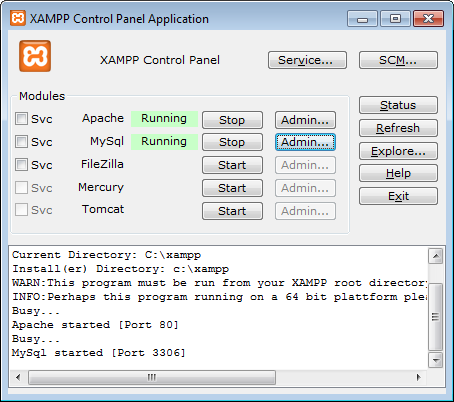 XAMPP Control Panel Application
XAMPP Control Panel
Service...
SCM...
Modules
Svc Apache Running Stop Admin...
Svc MySql Running Stop Admin...
Svc FileZilla Start Admin...
Svc Mercury Start Admin...
Svc Tomcat Start Admin...
Status
Refresh
Explore...
Help
Exit
Current Directory: C:\xampp
Install(er) Directory: c:\xampp
WARN:This program must be run from your XAMPP root directory
INFO:Perhaps this program running on a 64 bit plattform plea
Busy...
Apache started [Port 80]
Busy...
MySql started [Port 3306]